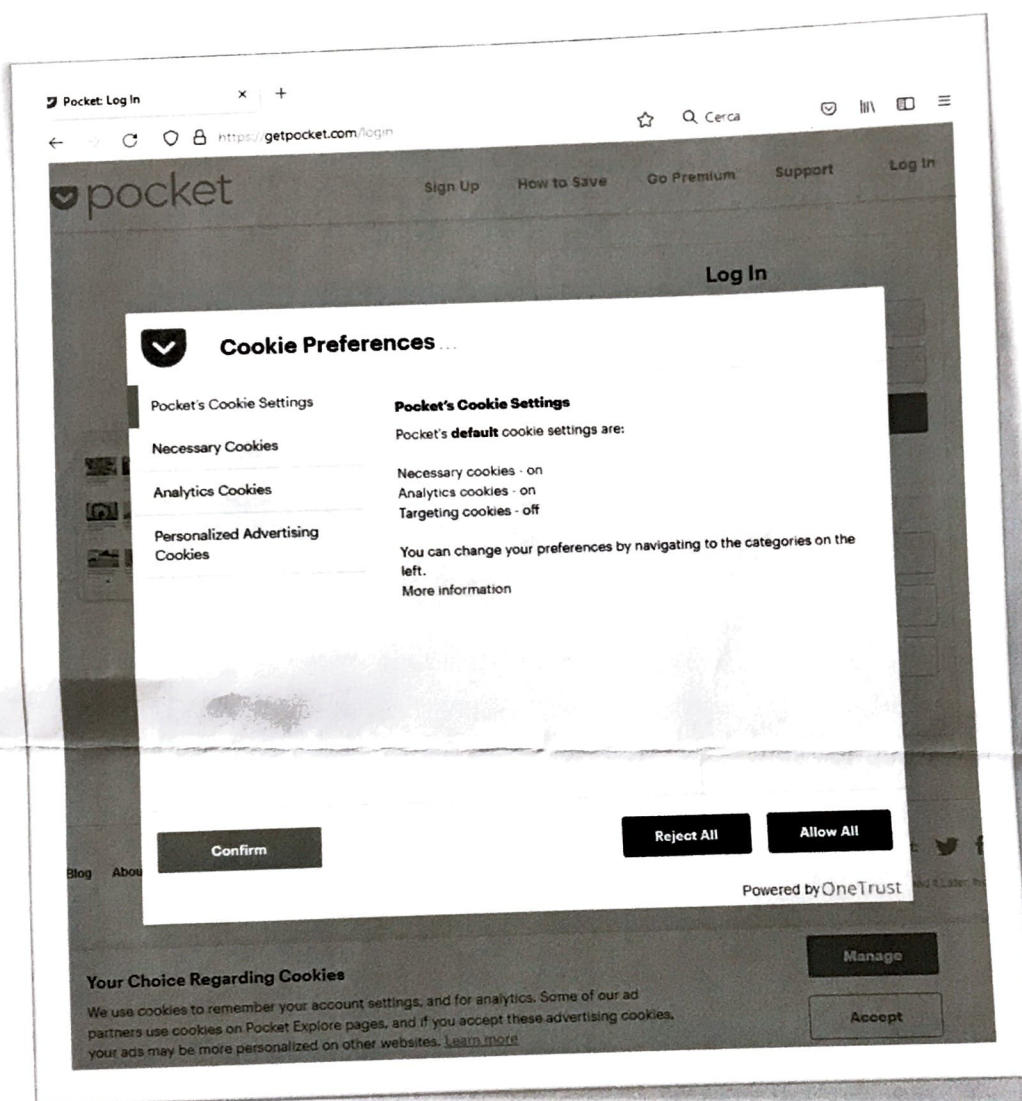 Pocket: Log In × +
https://getpocket.com/login
Cerca
pocket
Sign Up How to Save Go Premium Support Log In
Log In
Cookie Preferences ...
Pocket's Cookie Settings
Necessary Cookies
Analytics Cookies
Personalized Advertising
Cookies
Pocket's Cookie Settings
Pocket's default cookie settings are:
Necessary cookies - on
Analytics cookies - on
Targeting cookies - off
You can change your preferences by navigating to the categories on the
left.
More information
Confirm
Reject All
Allow All
Powered by OneTrust
Blog Abou
Your Choice Regarding Cookies
We use cookies to remember your account settings, and for analytics. Some of our ad
partners use cookies on Pocket Explore pages, and if you accept these advertising cookies,
your ads may be more personalized on other websites. Learn more
Manage
Accept